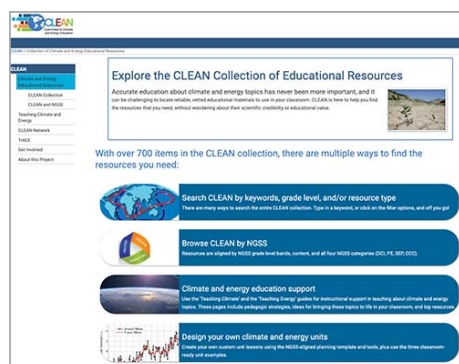 CLEAN
CLEAN > Collection of Climate and Energy Educational Resources
CLEAN
Climate and Energy
Educational Resources
CLEAN Collection
CLEAN and NGSS
Teaching Climate and
Energy
CLEAN Network
TrACE
Get Involved
About this Project
Explore the CLEAN Collection of Educational Resources
Accurate education about climate and energy topics has never been more important, and it
can be challenging to locate reliable, vetted educational materials to use in your classroom. CLEAN is here to help you find
the resources that you need, without wondering about their scientific credibility or educational value.
With over 700 items in the CLEAN collection, there are multiple ways to find the
resources you need:
Search CLEAN by keywords, grade level, and/or resource type
There are many ways to search the entire CLEAN collection. Type in a keyword, or click on the filter options, and off you go!
Browse CLEAN by NGSS
Resources are aligned by NGSS grade level bands, content, and all four NGSS categories (DCI, PE, SEP, CCC).
Climate and energy education support
Use the 'Teaching Climate' and the 'Teaching Energy' guides for instructional support in teaching about climate and energy
topics. These pages include pedagogic strategies, ideas for bringing these topics to life in your classroom, and top resources.
Design your own climate and energy units
Create your own custom unit lessons using the NGSS-aligned planning template and tools, plus use the three classroom-
ready unit examples.